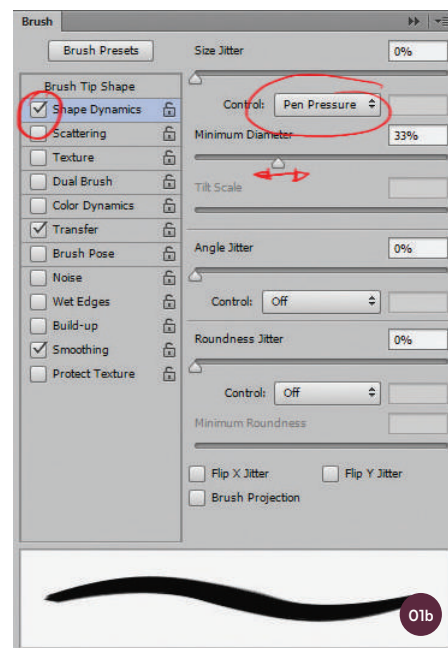 Brush
Brush Presets
Brush Tip Shape
Shape Dynamics
Scattering
Texture
Dual Brush
Color Dynamics
Transfer
Brush Pose
Noise
Wet Edges
Build-up
Smoothing
Protect Texture
Size Jitter 0%
Control: Pen Pressure
Minimum Diameter 33%
Tilt Scale
Angle Jitter 0%
Control: Off
Roundness Jitter 0%
Control: Off
Minimum Roundness
Flip X Jitter Flip Y Jitter
Brush Projection
01b